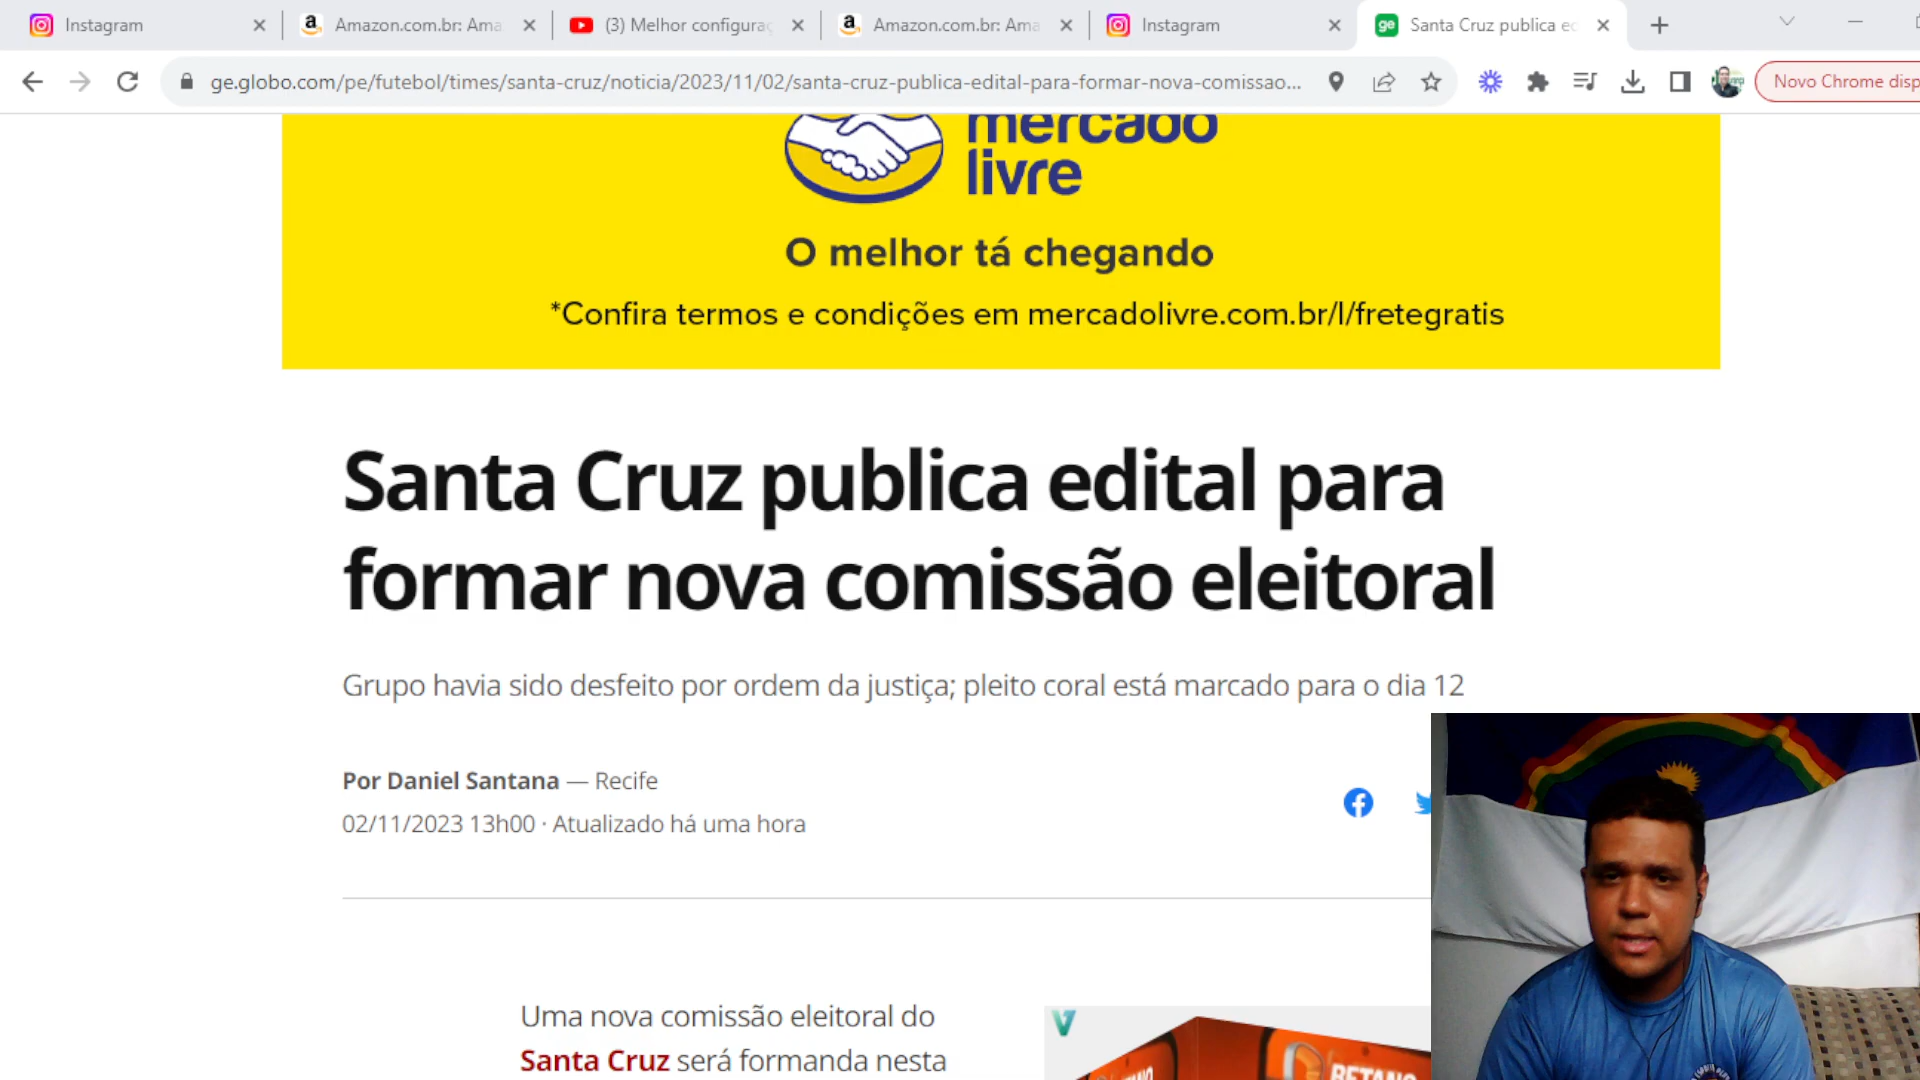 Instagram
Amazon.com.br: Ama
(3) Melhor configuraç
Amazon.com.br: Ama
Instagram
Santa Cruz publica ed
ge.globo.com/pe/futebol/times/santa-cruz/noticia/2023/11/02/santa-cruz-publica-edital-para-formar-nova-comissao...
Novo Chrome disp
mercado
livre
O melhor tá chegando
*Confira termos e condições em mercadolivre.com.br/l/fretegratis
Santa Cruz publica edital para
formar nova comissão eleitoral
Grupo havia sido desfeito por ordem da justiça; pleito coral está marcado para o dia 12
Por Daniel Santana — Recife
02/11/2023 13h00 · Atualizado há uma hora
Uma nova comissão eleitoral do
Santa Cruz será formanda nesta
BETANO